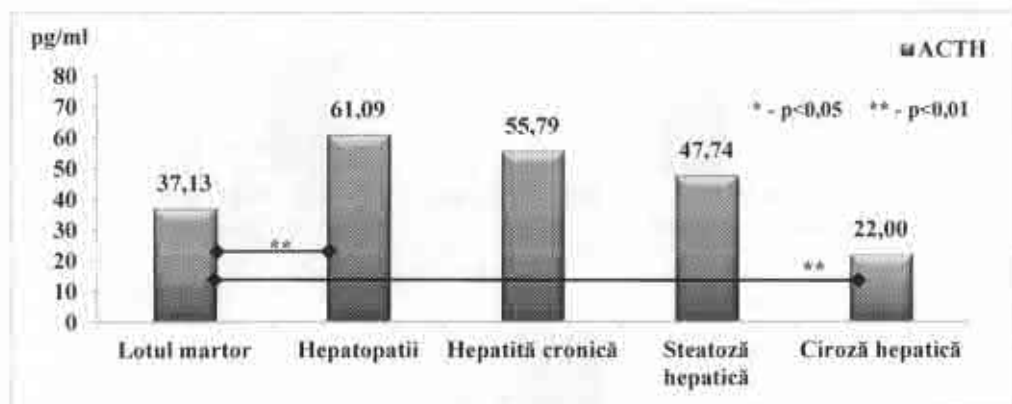 pg/ml
ACTH
80
70
60
50
40
30
20
10
0
* - p<0,05 ** - p<0,01
37,13
61,09
55,79
47,74
22,00
**
**
Lotul martor
Hepatopatii
Hepatită cronică
Steatoză
hepatică
Ciroză hepatică